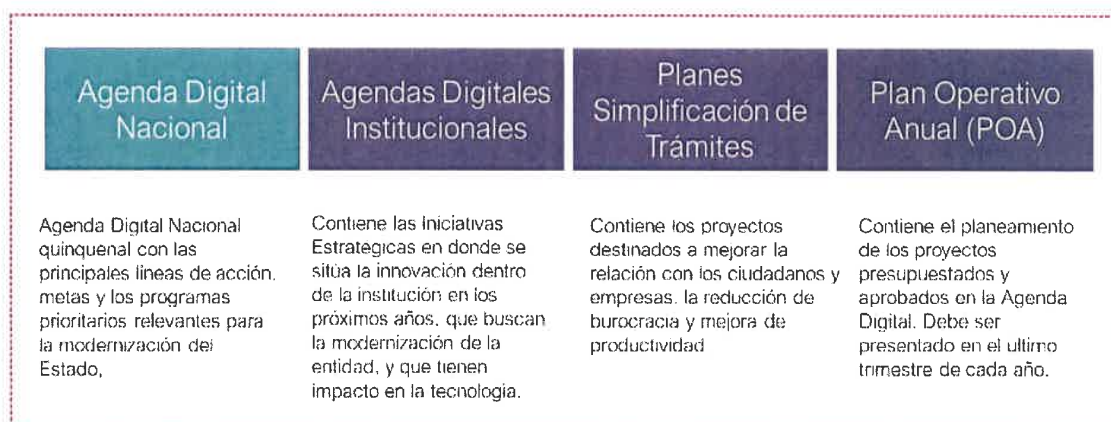 Agenda Digital
Nacional
Agendas Digitales
Institucionales
Planes
Simplificación de
Trámites
Plan Operativo
Anual (POA)
Agenda Digital Nacional
quinquenal con las
principales lineas de acción,
metas y los programas
prioritarios relevantes para
la modernización del
Estado,
Contiene las Iniciativas
Estrategicas en donde se
sitúa la innovación dentro
de la institución en los
próximos años, que buscan
la modernización de la
entidad, y que tienen
impacto en la tecnologia.
Contiene los proyectos
destinados a mejorar la
relación con los ciudadanos y
empresas, la reducción de
burocracia y mejora de
productividad
Contiene el planeamiento
de los proyectos
presupuestados y
aprobados en la Agenda
Digital. Debe ser
presentado en el ultimo
trimestre de cada año.